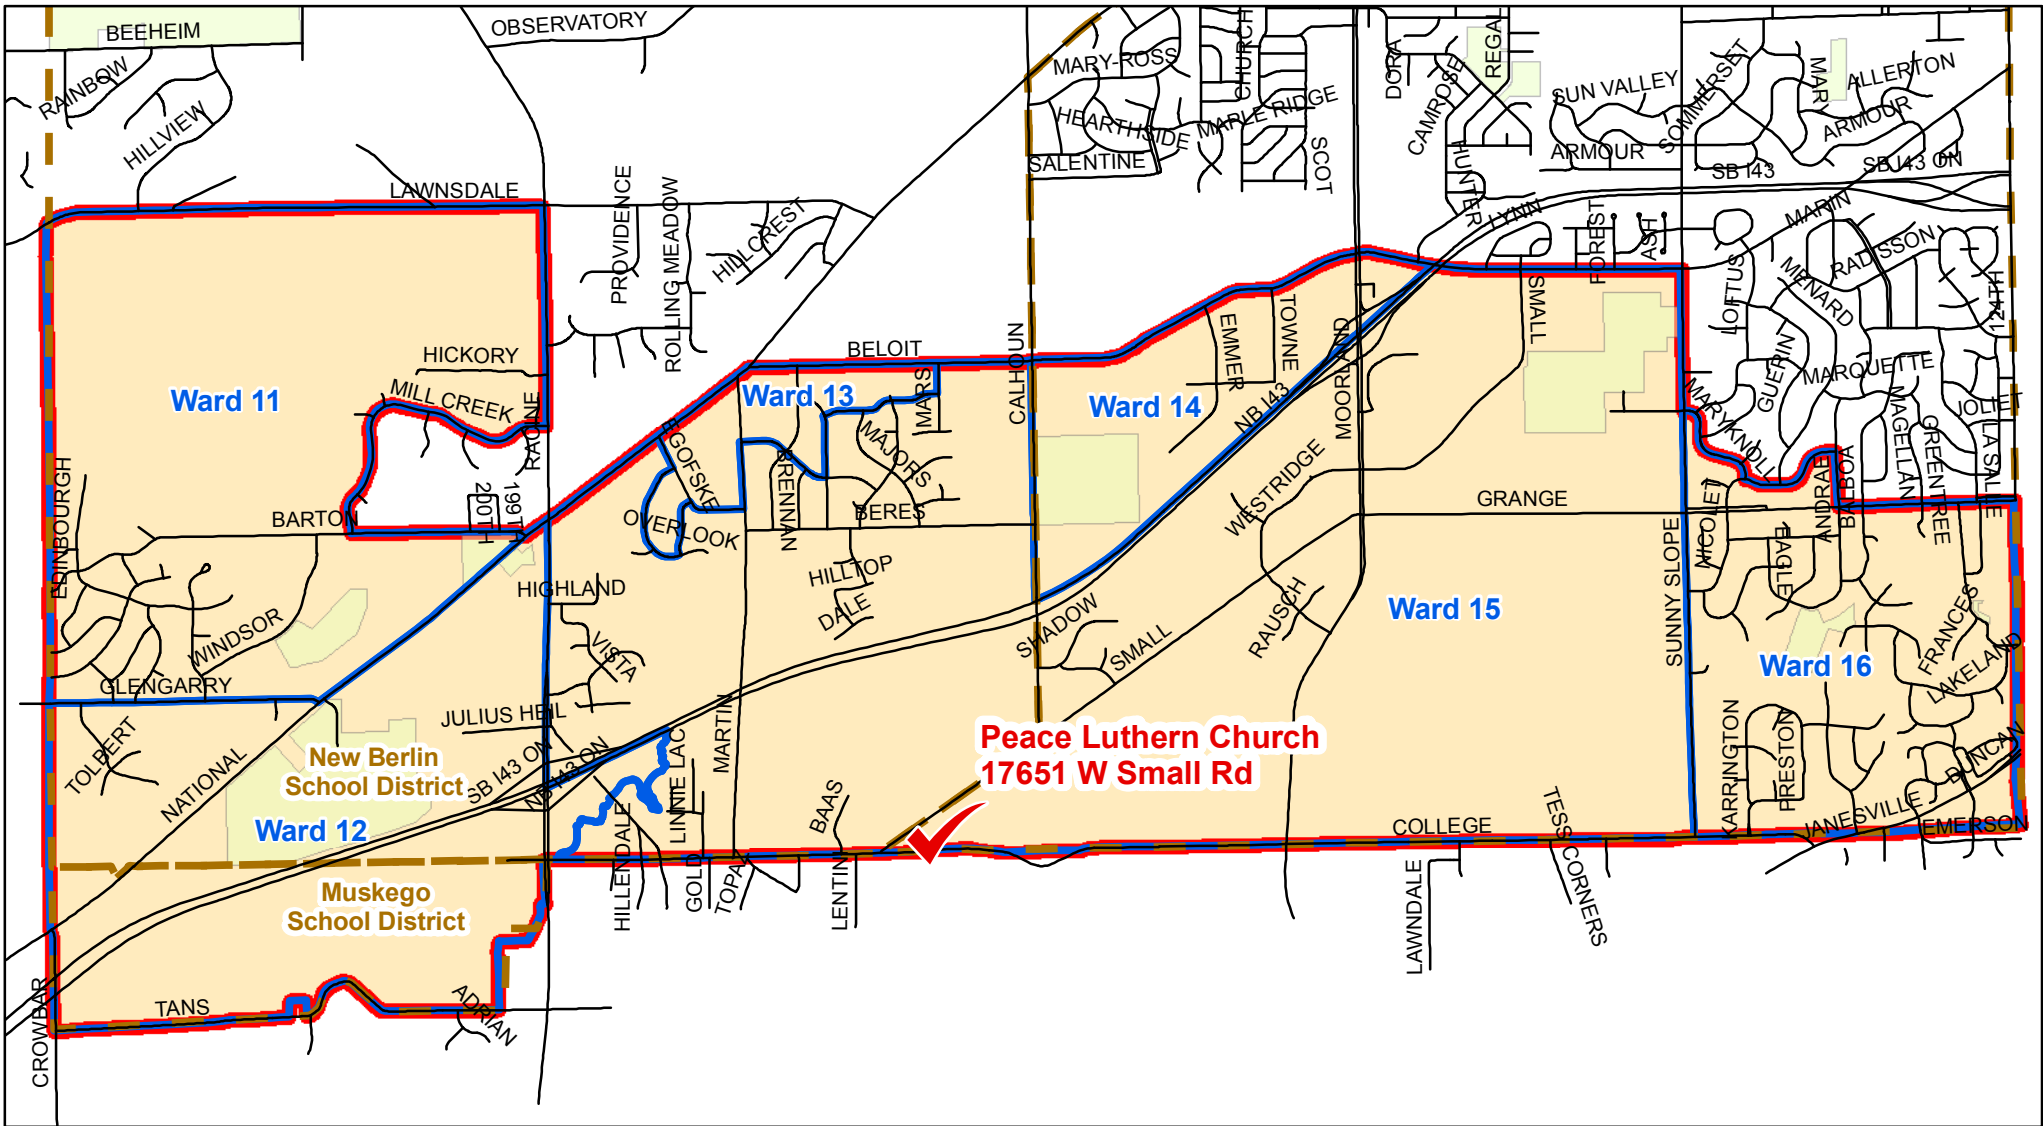 BEEHEIM
OBSERVATORY
RAINBOW
HILLVIEW
LAWNSDALE
PROVIDENCE
ROLLING MEADOW
HILLCREST
MARY-ROSS
CHURCH
HEARTHSIDE
MAPLE RIDGE
SALENTINE
SCOT
DORA
CAMROSE
REGAL
HUNTER
LYNN
SUN VALLEY
SOMMERSET
MAR
ALLERTON
ARMOUR
ARMOUR
SB I43
SB I43 ON
MARIN
FOREST
ASH
LOFTUS
MENARD
RADISSON
124TH
GUERIN
MARQUETTE
JOLIET
MARYKNOLL
MAGELLAN
GREENTREE
LASALLE
BALBOA
ANDRAE
HICKORY
MILL CREEK
RACINE
Ward 11
BELOIT
Ward 13
MARS
CALHOUN
Ward 14
EMMER
TOWNE
MOORLAND
NB I43
SMALL
EGOFSKE
BRENNAN
MAJORS
OVERLOOK
BERES
WESTRIDGE
GRANGE
EDINBOURGH
BARTON
200TH
199TH
HIGHLAND
HILLTOP
DALE
VISTA
SHADOW
SMALL
RAUSCH
Ward 15
SUNNY SLOPE
NICOLET
EAGLE
Ward 16
FRANCES
LAKELAND
WINDSOR
GLENGARRY
TOLBERT
NATIONAL
JULIUS HEIL
SB I43 ON
NB I43 ON
New Berlin
School District
Ward 12
MARTIN
LINNIE LAC
HILLENDALE
BAAS
Peace Luthern Church
17651 W Small Rd
KARRINGTON
PRESTON
DUNCAN
JANESVILLE
EMERSON
COLLEGE
TESS CORNERS
LAWNDALE
Muskego
School District
GOLD
TOPAZ
LENTIN
CROWBAR
TANS
ADRIAN